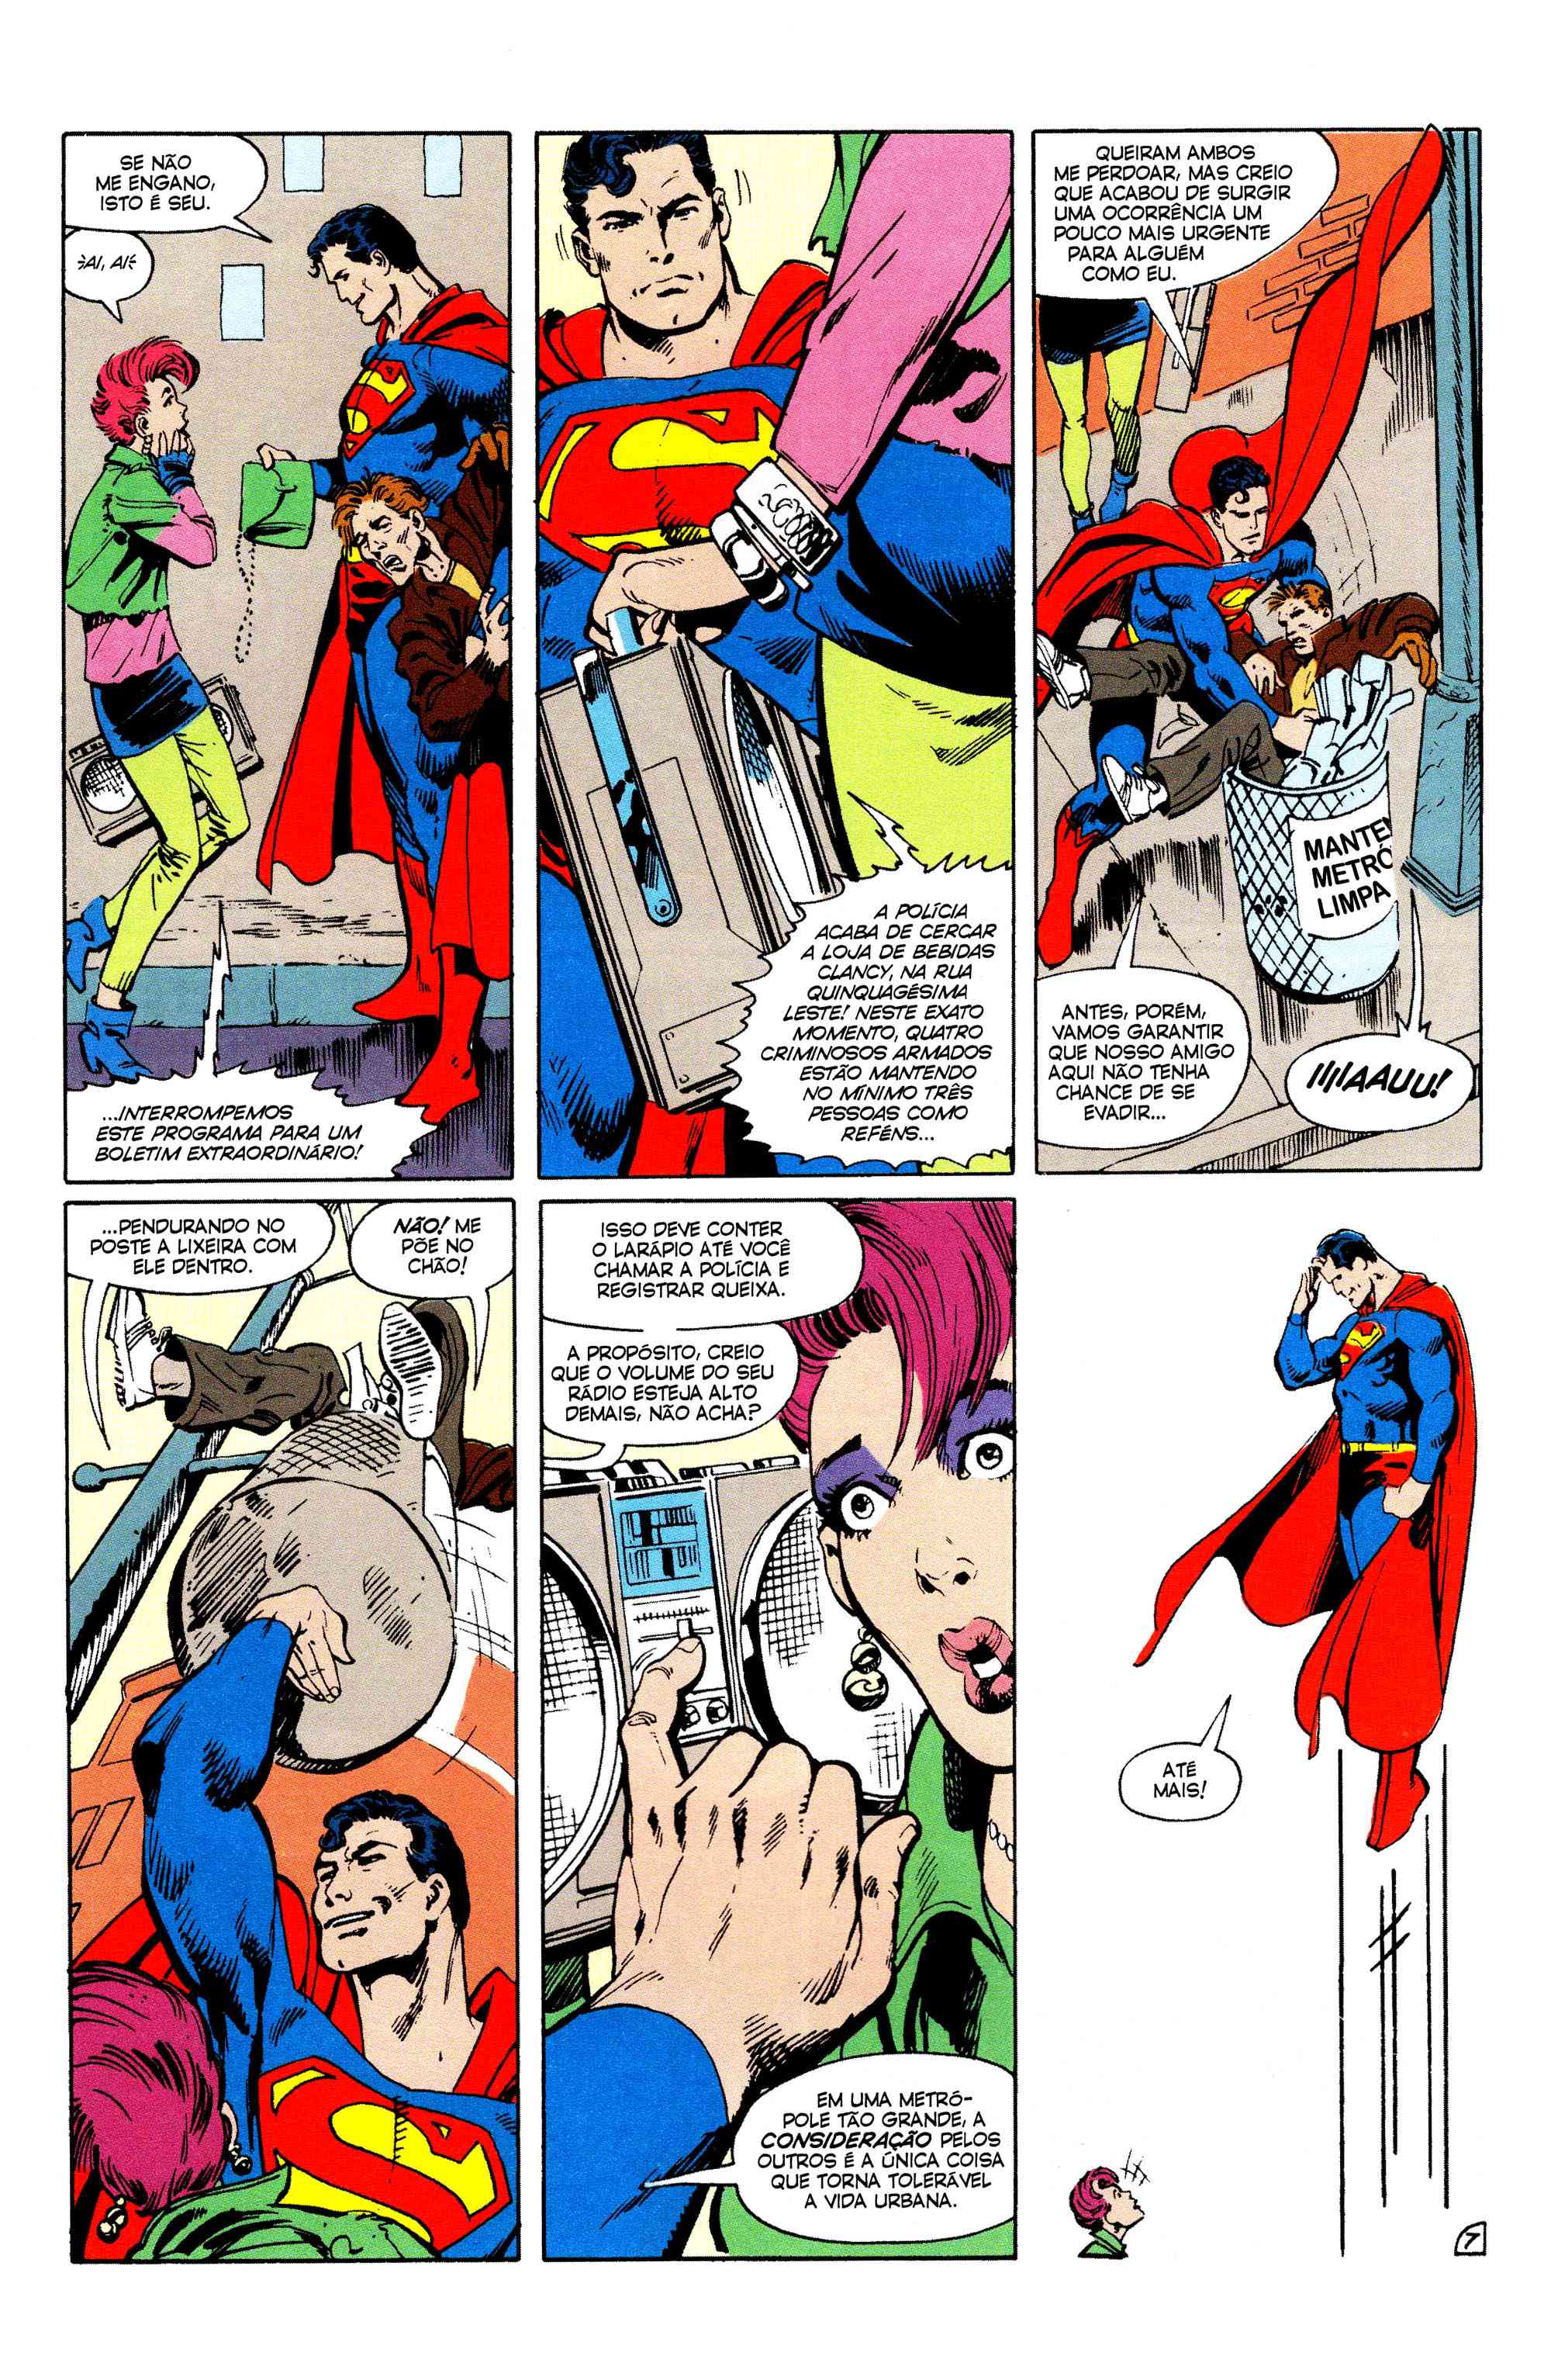 SE NÃO
ME ENGANO,
ISTO É SEU.
AI, AI
...INTERROMPEMOS
ESTE PROGRAMA PARA UM
BOLETIM EXTRAORDINÁRIO!
A POLÍCIA
ACABA DE CERCAR
A LOJA DE BEBIDAS
CLANCY, NA RUA
QUINQUAGÉSIMA
LESTE! NESTE EXATO
MOMENTO, QUATRO
CRIMINOSOS ARMADOS
ESTÃO MANTENDO
NO MÍNIMO TRÊS
PESSOAS COMO
REFÉNS...
QUEIRAM AMBOS
ME PERDOAR, MAS CREIO
QUE ACABOU DE SURGIR
UMA OCORRÊNCIA UM
POUCO MAIS URGENTE
PARA ALGUÉM
COMO EU.
MANTEN
METRÓ
LIMPA
ANTES, PORÉM,
VAMOS GARANTIR
QUE NOSSO AMIGO
AQUI NÃO TENHA
CHANCE DE SE
EVADIR...
IIJIAAUU!
...PENDURANDO NO
POSTE A LIXEIRA COM
ELE DENTRO.
NÃO! ME
PÕE NO
CHÃO!
ISSO DEVE CONTER
O LARÁPIO ATÉ VOCÊ
CHAMAR A POLÍCIA E
REGISTRAR QUEIXA.
A PROPÓSITO, CREIO
QUE O VOLUME DO SEU
RÁDIO ESTEJA ALTO
DEMAIS, NÃO ACHA?
EM UMA METRÓ-
POLE TÃO GRANDE, A
CONSIDERAÇÃO PELOS
OUTROS É A ÚNICA COISA
QUE TORNA TOLERÁVEL
A VIDA URBANA.
ATÉ
MAIS!
7